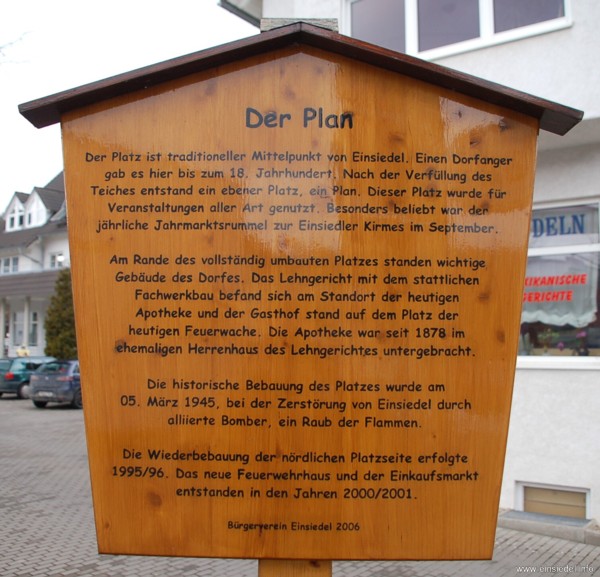 Der Plan
Der Platz ist traditioneller Mittelpunkt von Einsiedel. Einen Dorfanger
gab es hier bis zum 18. Jahrhundert. Nach der Verfüllung des
Teiches entstand ein ebener Platz, ein Plan. Dieser Platz wurde für
Veranstaltungen aller Art genutzt. Besonders beliebt war der
jährliche Jahrmarktsrummel zur Einsiedler Kirmes im September.
Am Rande des vollständig umbauten Platzes standen wichtige
Gebäude des Dorfes. Das Lehngericht mit dem stattlichen
Fachwerkbau befand sich am Standort der heutigen
Apotheke und der Gasthof stand auf dem Platz der
heutigen Feuerwache. Die Apotheke war seit 1878 im
ehemaligen Herrenhaus des Lehngerichtes untergebracht.
Die historische Bebauung des Platzes wurde am
05. März 1945, bei der Zerstörung von Einsiedel durch
alliierte Bomber, ein Raub der Flammen.
Die Wiederbebauung der nördlichen Platzseite erfolgte
1995/96. Das neue Feuerwehrhaus und der Einkaufsmarkt
entstanden in den Jahren 2000/2001.
Bürgerverein Einsiedel 2006
DELN
XIKANISCHE
GERICHTE
www.einsiedel.info